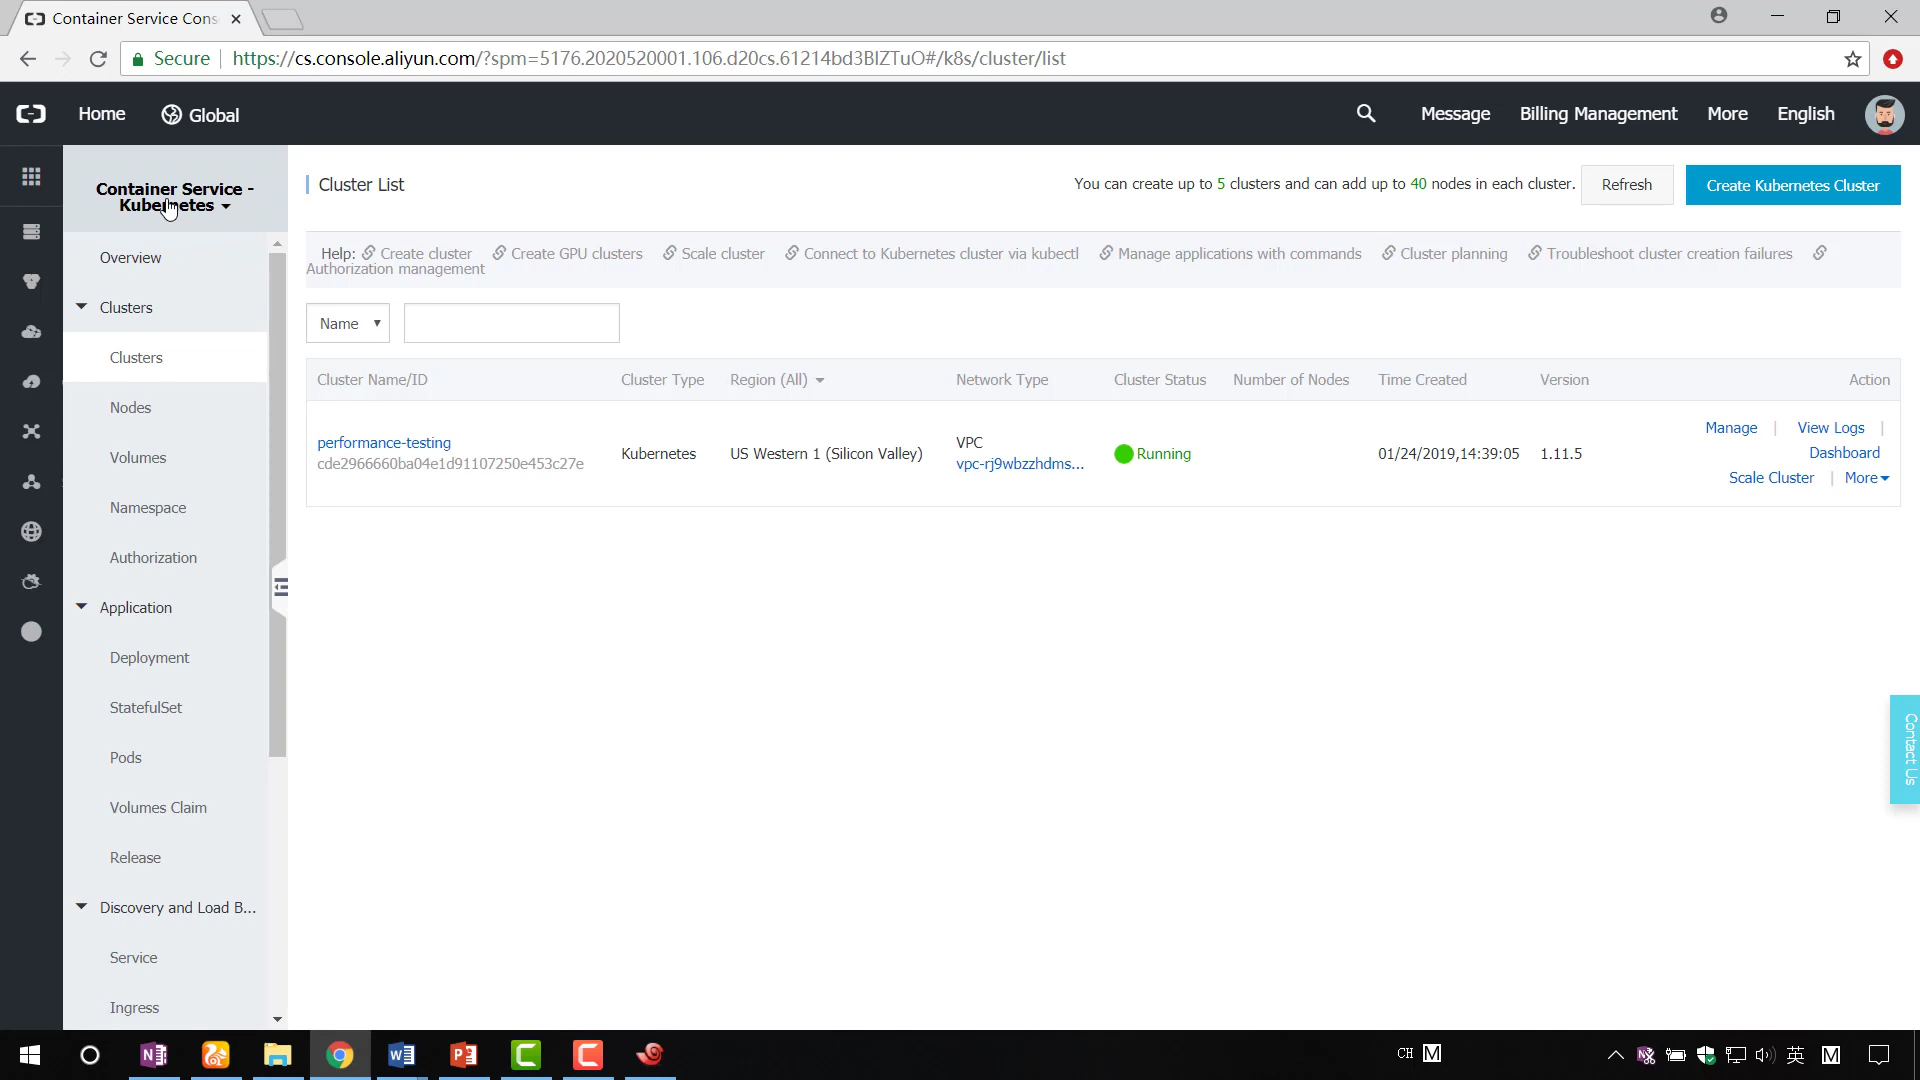 Container Service Cons
Secure
https://cs.console.aliyun.com/?spm=5176.2020520001.106.d20cs.61214bd3BIZTuO#/k8s/cluster/list
Home
Global
Message
Billing Management
More
English
Container Service -
Kubernetes
Overview
Clusters
Clusters
Nodes
Volumes
Namespace
Authorization
Application
Deployment
StatefulSet
Pods
Volumes Claim
Release
Discovery and Load B...
Service
Ingress
Cluster List
You can create up to 5 clusters and can add up to 40 nodes in each cluster.
Refresh
Create Kubernetes Cluster
Help: Create cluster Create GPU clusters Scale cluster Connect to Kubernetes cluster via kubectl Manage applications with commands Cluster planning Troubleshoot cluster creation failures
Authorization management
Name
Cluster Name/ID Cluster Type Region (All) Network Type Cluster Status Number of Nodes Time Created Version Action
performance-testing
cde2966660ba04e1d91107250e453c27e
Kubernetes
US Western 1 (Silicon Valley)
VPC
vpc-rj9wbzzhdms...
Running
01/24/2019,14:39:05
1.11.5
Manage | View Logs |
Dashboard
Scale Cluster | More
Contact Us
CH M
英
M